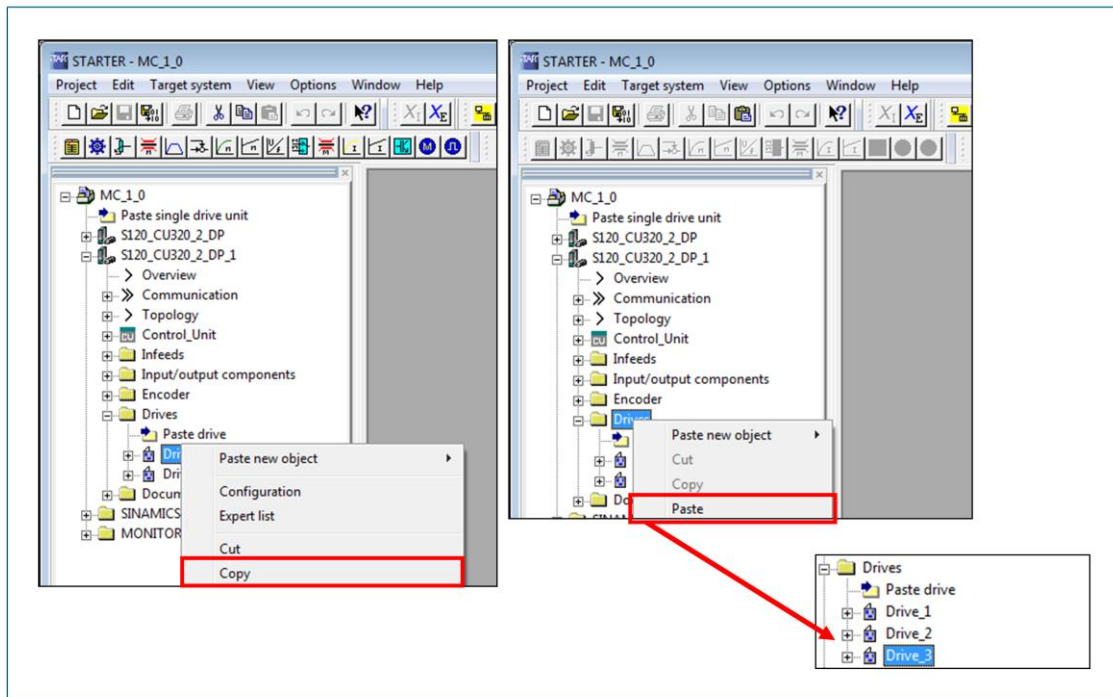 STARTER - MC_1_0
Project Edit Target system View Options Window Help
MC_1_0
Paste single drive unit
S120_CU320_2_DP
S120_CU320_2_DP_1
Overview
Communication
Topology
Control_Unit
Infeeds
Input/output components
Encoder
Drives
Paste drive
Dri
Dri
Docum
SINAMICS
MONITOR
Paste new object
Configuration
Expert list
Cut
Copy
STARTER - MC_1_0
Project Edit Target system View Options Window Help
MC_1_0
Paste single drive unit
S120_CU320_2_DP
S120_CU320_2_DP_1
Overview
Communication
Topology
Control_Unit
Infeeds
Input/output components
Encoder
Drives
Do
Paste new object
Cut
Copy
Paste
Drives
Paste drive
Drive_1
Drive_2
Drive_3